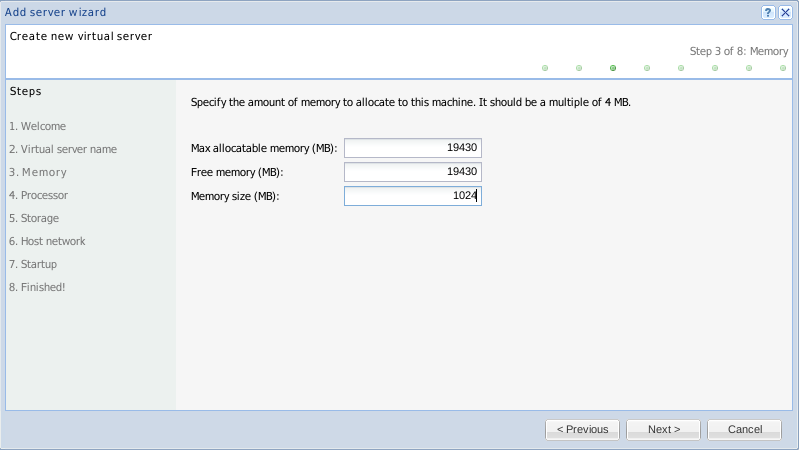 Add server wizard
?
Create new virtual server
Step 3 of 8: Memory
Steps
1. Welcome
2. Virtual server name
3. Memory
4. Processor
5. Storage
6. Host network
7. Startup
8. Finished!
Specify the amount of memory to allocate to this machine. It should be a multiple of 4 MB.
Max allocatable memory (MB): 19430
Free memory (MB): 19430
Memory size (MB): 1024
< Previous Next > Cancel